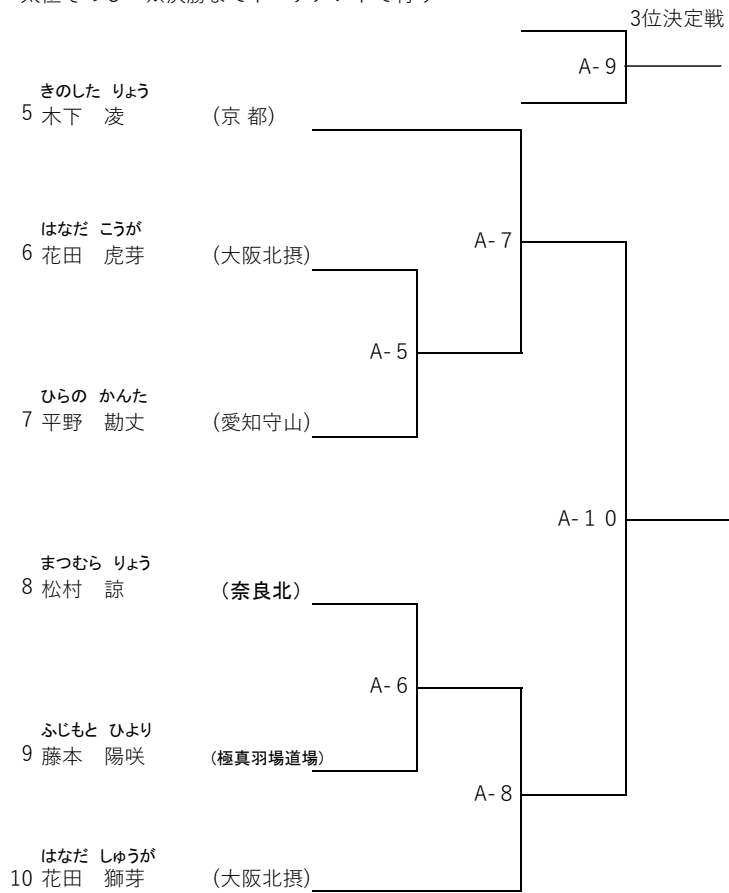 3位決定戦
A-9
きのした りょう
5 木下 凌 (京 都)
はなだ こうが
6 花田 虎芽 (大阪北摂)
A-7
A-5
ひらの かんた
7 平野 勘丈 (愛知守山)
A-10
まつむら りょう
8 松村 諒 (奈良北)
A-6
ふじもと ひより
9 藤本 陽咲 (極真羽場道場)
A-8
はなだ しゅうが
10 花田 獅芽 (大阪北摂)